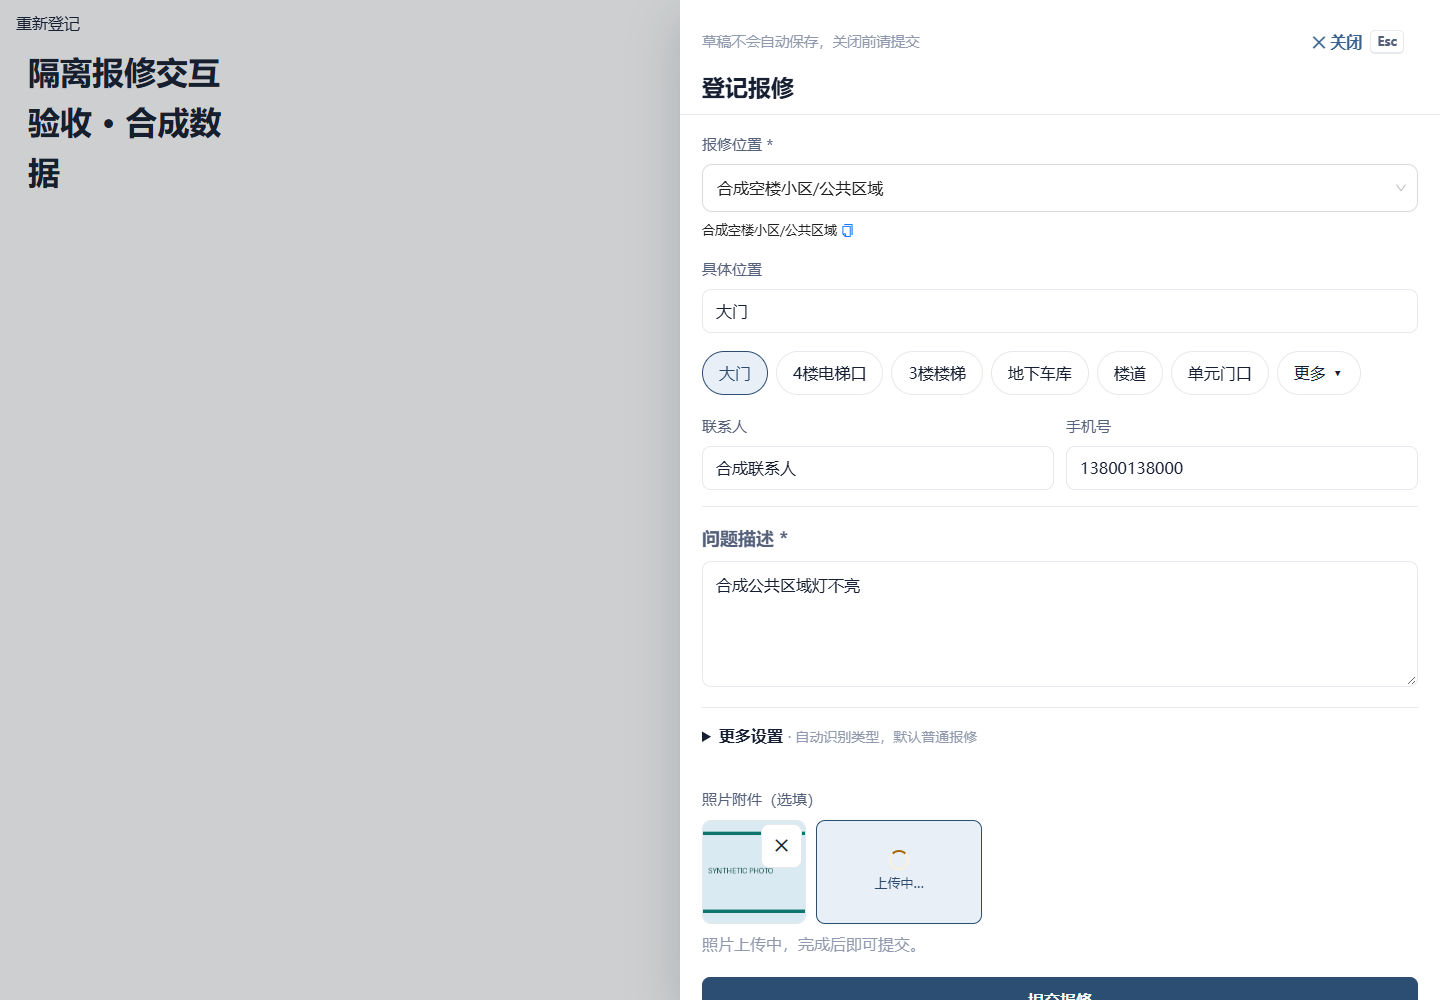 重新登记
隔离报修交互
验收·合成数
据
草稿不会自动保存，关闭前请提交
关闭 Esc
登记报修
报修位置 *
合成空楼小区/公共区域
合成空楼小区/公共区域
具体位置
大门
大门 4楼电梯口 3楼楼梯 地下车库 楼道 单元门口 更多
联系人 手机号
合成联系人 13800138000
问题描述 *
合成公共区域灯不亮
更多设置 · 自动识别类型，默认普通报修
照片附件（选填）
SYNTHETIC PHOTO
上传中...
照片上传中，完成后即可提交。
提交报修